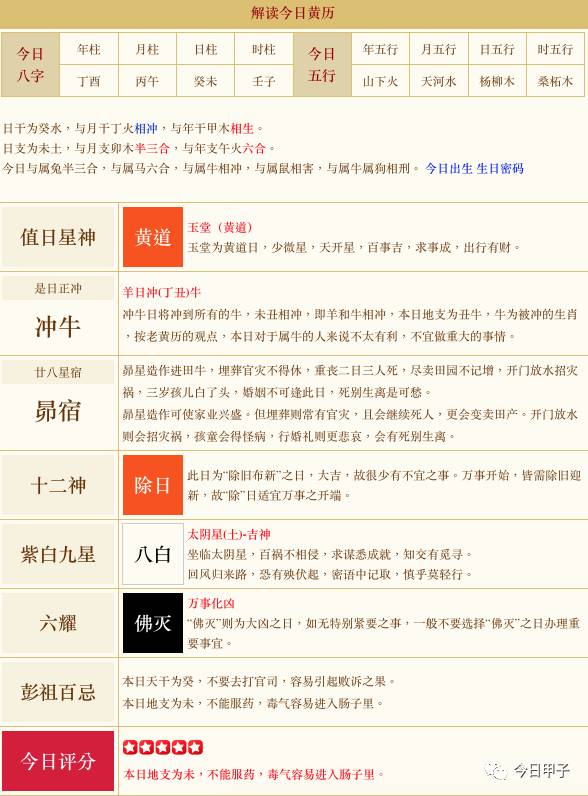 解读今日黄历
今日八字 年柱 月柱 日柱 时柱 今日五行 年五行 月五行 日五行 时五行
丁酉 丙午 癸未 壬子 山下火 天河水 杨柳木 桑柘木
日干为癸水，与月干丁火相冲，与年干甲木相生。
日支为未土，与月支卯木半三合，与年支午火六合。
今日与属兔半三合，与属马六合，与属牛相冲，与属鼠相害，与属牛属狗相刑。 今日出生 生日密码
值日星神
黄道
玉堂（黄道）
玉堂为黄道日，少微星，天开星，百事吉，求事成，出行有财。
是日正冲
冲牛
羊日冲(丁丑)牛
冲牛日将冲到所有的牛，未丑相冲，即羊和牛相冲，本日地支为丑牛，牛为被冲的生肖
，按老黄历的观点，本日对于属牛的人来说不太有利，不宜做重大的事情。
廿八星宿
昴宿
昴星造作进田牛，埋葬官灾不得休，重丧二日三人死，尽卖田园不记增，开门放水招灾
祸，三岁孩儿白了头，婚姻不可逢此日，死别生离是可愁。
昴星造作可使家业兴盛。但埋葬则常有官灾，且会继续死人，更会变卖田产。开门放水
则会招灾祸，孩童会得怪病，行婚礼则更悲哀，会有死别生离。
十二神
除日
此日为“除旧布新”之日，大吉，故很少有不宜之事。万事开始，皆需除旧迎
新，故“除”日适宜万事之开端。
紫白九星
八白
太阴星(土)-吉神
坐临太阴星，百祸不相侵，求谋悉成就，知交有觅寻。
回风归来路，恐有殃伏起，密语中记取，慎乎莫轻行。
六耀
佛灭
万事化凶
“佛灭”则为大凶之日，如无特别紧要之事，一般不要选择“佛灭”之日办理重
要事宜。
彭祖百忌
本日天干为癸，不要去打官司，容易引起败诉之果。
本日地支为未，不能服药，毒气容易进入肠子里。
今日评分
本日地支为未，不能服药，毒气容易进入肠子里。
今日甲子